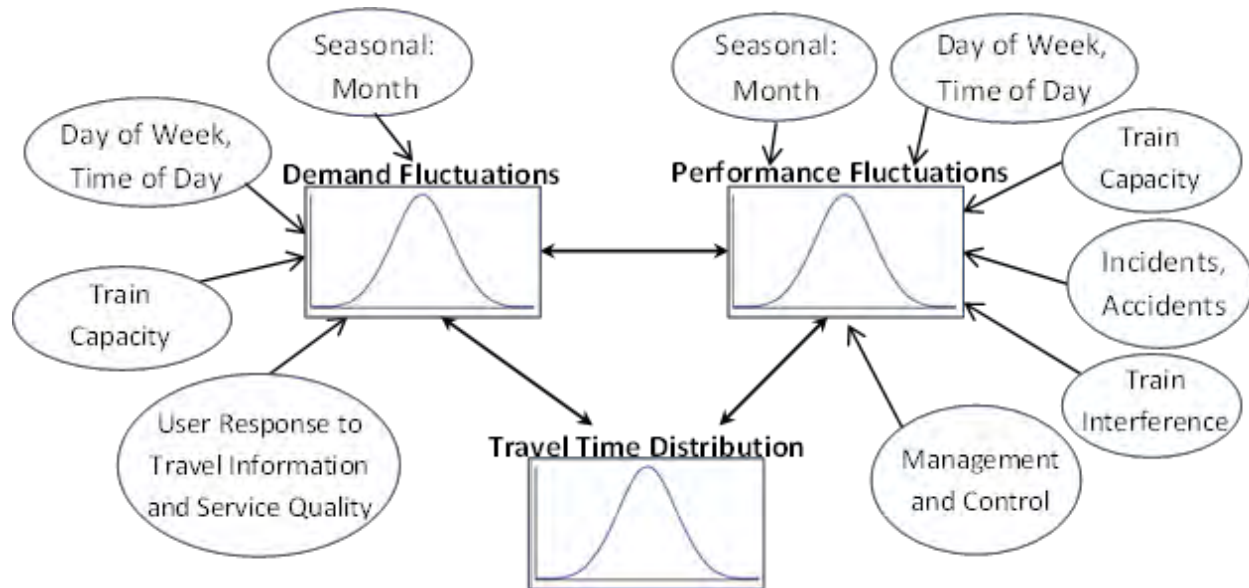 Seasonal:
Month
Seasonal:
Month
Day of Week,
Time of Day
Day of Week,
Time of Day
Train
Capacity
Demand Fluctuations
Performance Fluctuations
Incidents,
Accidents
Train
Capacity
Train
Interference
User Response to
Travel Information
and Service Quality
Travel Time Distribution
Management
and Control